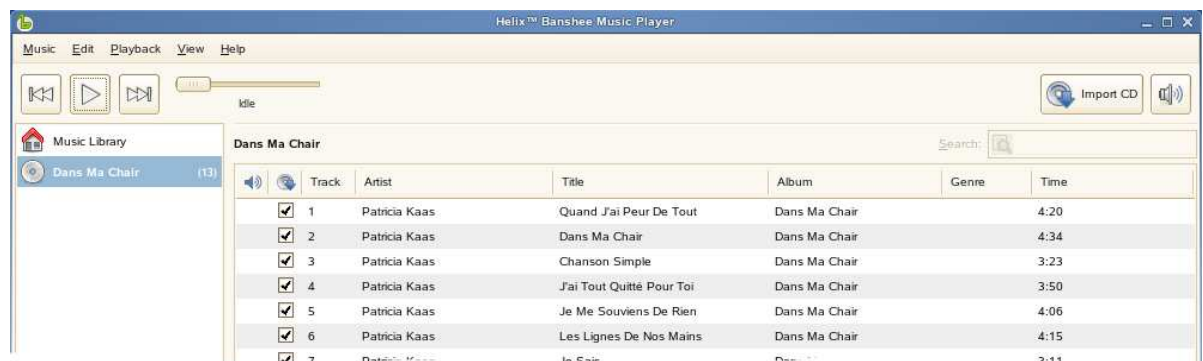 Helix™ Banshee Music Player
Music Edit Playback View Help
Idle
Import CD
Music Library
Dans Ma Chair (13)
Dans Ma Chair
Search:
Track Artist Title Album Genre Time
1 Patricia Kaas Quand J'ai Peur De Tout Dans Ma Chair 4:20
2 Patricia Kaas Dans Ma Chair Dans Ma Chair 4:34
3 Patricia Kaas Chanson Simple Dans Ma Chair 3:23
4 Patricia Kaas J'ai Tout Quitté Pour Toi Dans Ma Chair 3:50
5 Patricia Kaas Je Me Souviens De Rien Dans Ma Chair 4:06
6 Patricia Kaas Les Lignes De Nos Mains Dans Ma Chair 4:15
7 Patricia 3:11